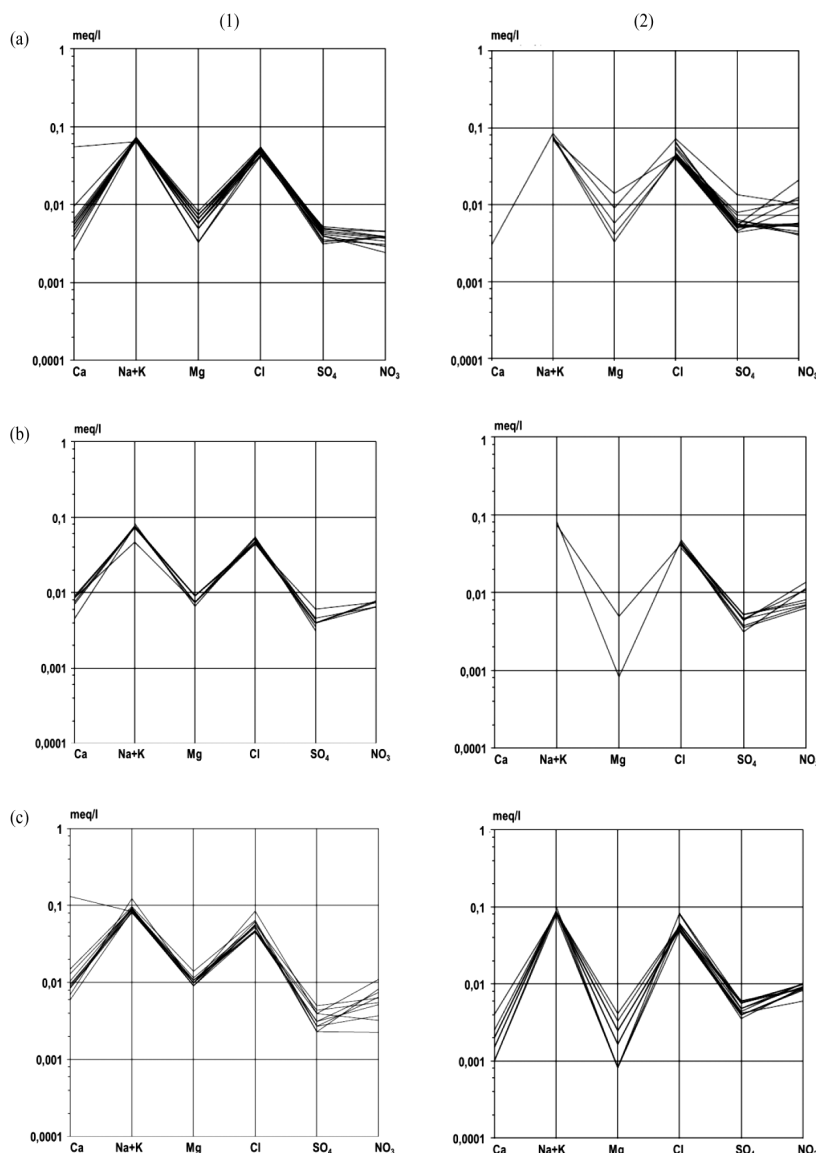 (1) (2)
(a)
meq/l
1
0,1
0,01
0,001
0,0001
Ca Na+K Mg Cl SO₄ NO₃
meq/l
1
0,1
0,01
0,001
0,0001
Ca Na+K Mg Cl SO₄ NO₃
(b)
meq/l
1
0,1
0,01
0,001
0,0001
Ca Na+K Mg Cl SO₄ NO₃
meq/l
1
0,1
0,01
0,001
0,0001
Ca Na+K Mg Cl SO₄ NO₃
(c)
meq/l
1
0,1
0,01
0,001
0,0001
Ca Na+K Mg Cl SO₄ NO₃
meq/l
1
0,1
0,01
0,001
0,0001
Ca Na+K Mg Cl SO₄ NO₃